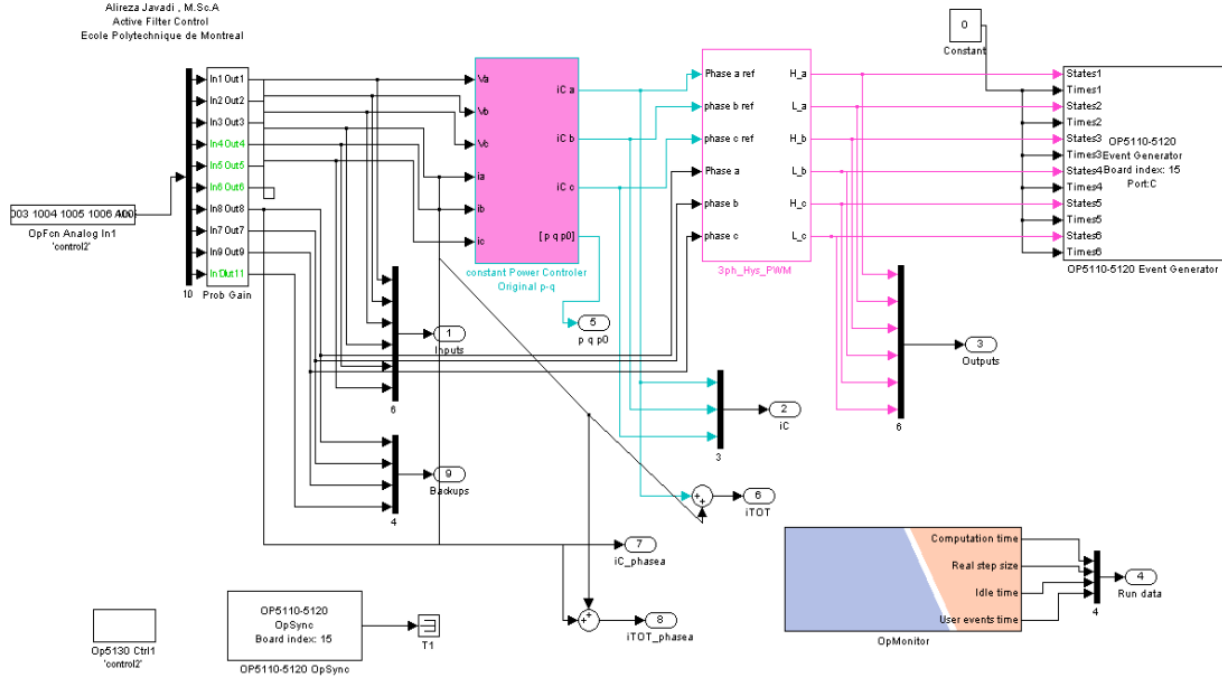 Alireza Javadi , M.Sc.A
Active Filter Control
Ecole Polytechnique de Montreal
0
Constant
In1 Out1
In2 Out2
In3 Out3
In4 Out4
In5 Out5
In6 Out6
In8 Out8
In7 Out7
In9 Out9
Out11
10
Prob Gain
003 1004 1005 1006
OpFcn Analog In1
'control2'
Va
Vb
Vc
ia
ib
ic
iC a
iC b
iC c
[ p q p0]
constant Power Controler
Original p-q
Phase a ref
phase b ref
phase c ref
Phase a
phase b
phase c
H_a
L_a
H_b
L_b
H_c
L_c
3ph_Hys_PWM
States1
Times1
States2
Times2
States3
Times3
States4
Times4
States5
Times5
States6
Times6
OP5110-5120
Event Generator
Board index: 15
Port:C
OP5110-5120 Event Generator
5
p q p0
1
Inputs
6
3
Outputs
6
2
iC
3
9
Backups
4
6
iTOT
7
iC_phasea
8
iTOT_phasea
Computation time
Real step size
Idle time
User events time
OpMonitor
4
4
Run data
Op5130 Ctrl1
'control2'
OP5110-5120
OpSync
Board index: 15
OP5110-5120 OpSync
T1